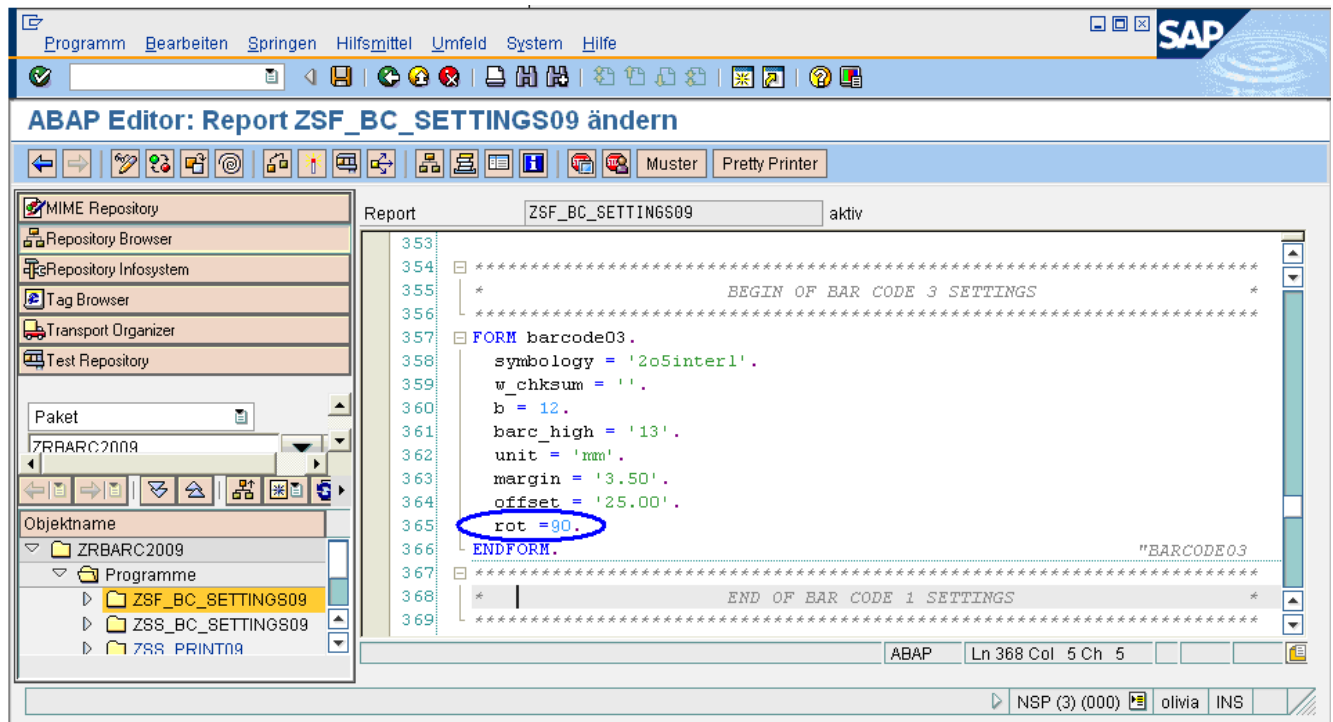 Programm Bearbeiten Springen Hilfsmittel Umfeld System Hilfe
SAP
ABAP Editor: Report ZSF_BC_SETTINGS09 ändern
Muster Pretty Printer
MIME Repository
Repository Browser
Repository Infosystem
Tag Browser
Transport Organizer
Test Repository
Paket
ZRBARC2009
Objektname
ZRBARC2009
Programme
ZSF_BC_SETTINGS09
ZSS_BC_SETTINGS09
ZSS_PRINT09
Report ZSF_BC_SETTINGS09 aktiv
353
354 ***********************************************************************
355 * BEGIN OF BAR CODE 3 SETTINGS *
356 ***********************************************************************
357 FORM barcode03.
358 symbology = '2o5inter1'.
359 w_chksum = ''.
360 b = 12.
361 barc_high = '13'.
362 unit = 'mm'.
363 margin = '3.50'.
364 offset = '25.00'.
365 rot =90.
366 ENDFORM. "BARCODE03
367 ***********************************************************************
368 * END OF BAR CODE 1 SETTINGS *
369 ***********************************************************************
ABAP Ln 368 Col 5 Ch 5
NSP (3) (000) olivia INS